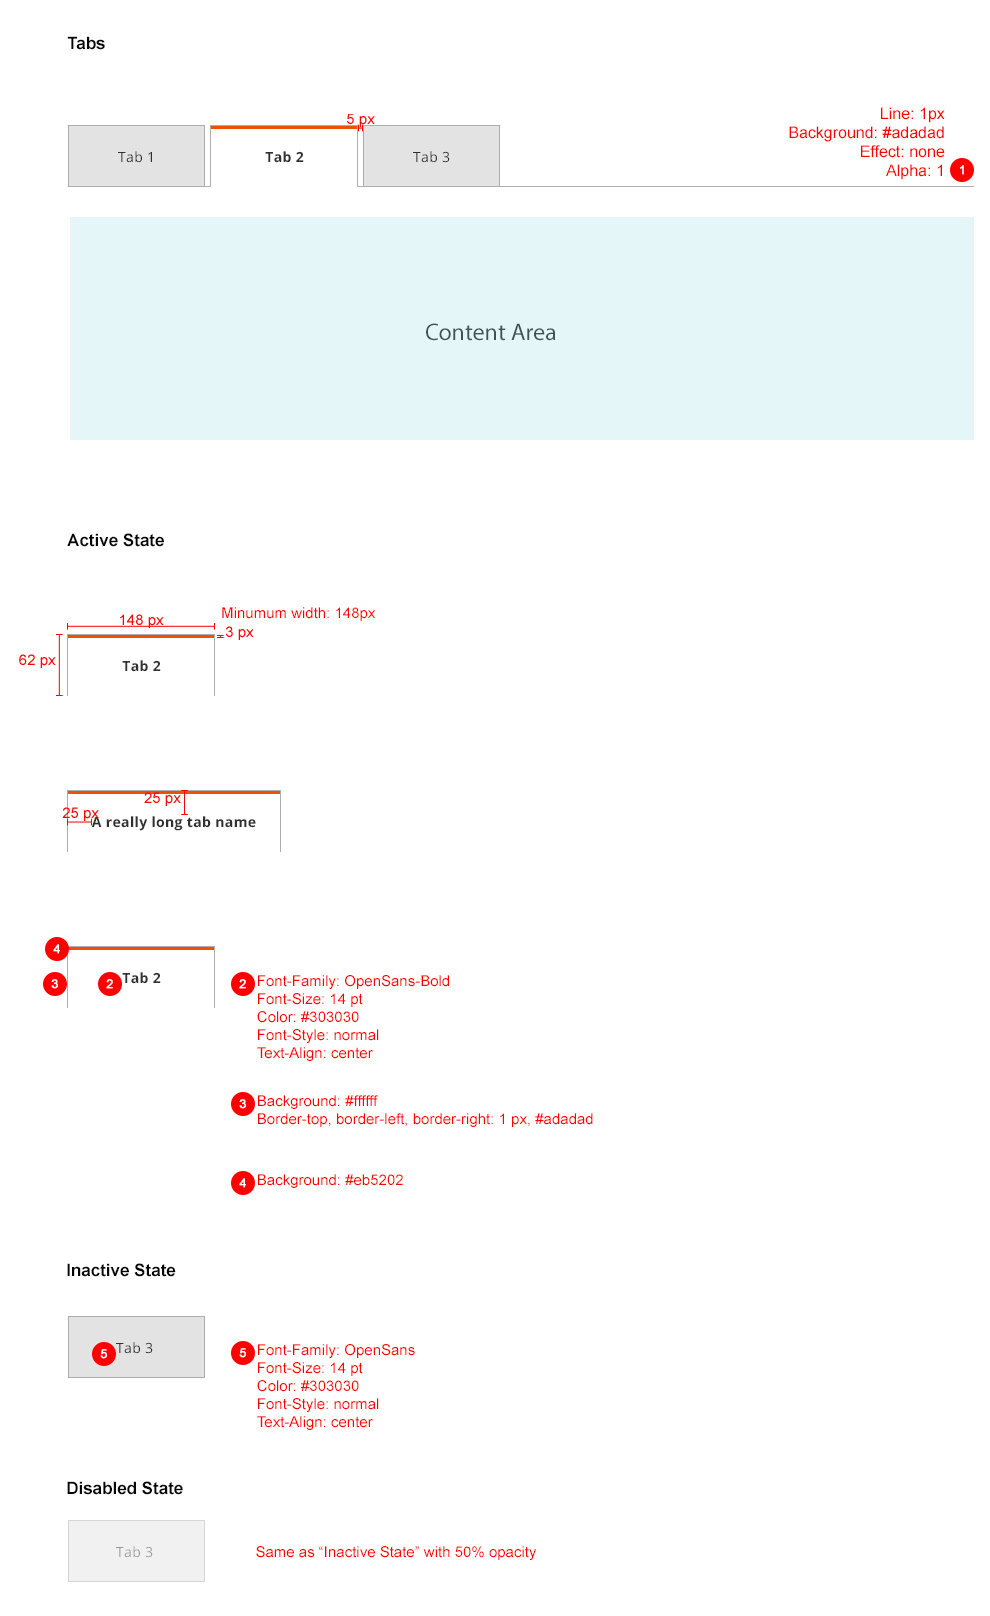 Tabs
5 px
Tab 1
Tab 2
Tab 3
Line: 1px
Background: #adadad
Effect: none
Alpha: 1
1
Content Area
Active State
148 px
Minumum width: 148px
3 px
62 px
Tab 2
25 px
25 px
A really long tab name
4
3
2
Tab 2
2
Font-Family: OpenSans-Bold
Font-Size: 14 pt
Color: #303030
Font-Style: normal
Text-Align: center
3
Background: #ffffff
Border-top, border-left, border-right: 1 px, #adadad
4
Background: #eb5202
Inactive State
5
Tab 3
5
Font-Family: OpenSans
Font-Size: 14 pt
Color: #303030
Font-Style: normal
Text-Align: center
Disabled State
Tab 3
Same as “Inactive State” with 50% opacity